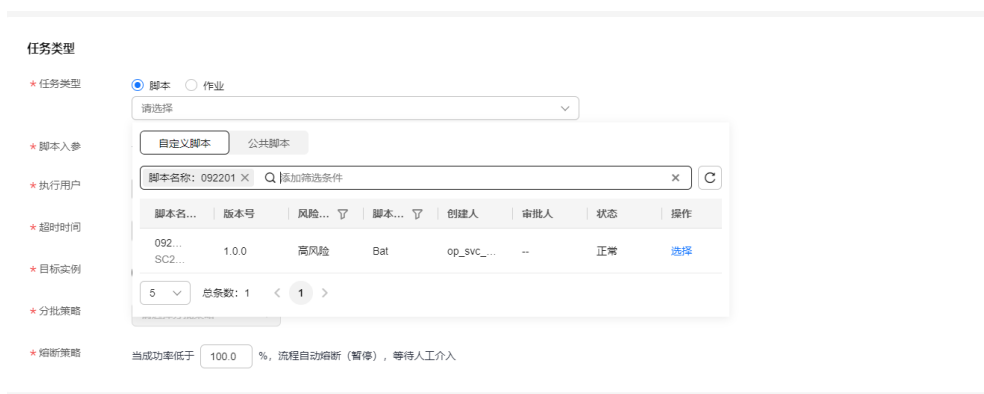 任务类型
* 任务类型 脚本 作业
请选择
自定义脚本 公共脚本
* 脚本入参
脚本名称: 092201 × 添加筛选条件 ×
* 执行用户
脚本名... 版本号 风险... 脚本... 创建人 审批人 状态 操作
* 超时时间
092... 1.0.0 高风险 Bat op_svc_... -- 正常 选择
SC2...
* 目标实例
5 总条数: 1 < 1 >
* 分批策略
* 熔断策略 当成功率低于 100.0 %, 流程自动熔断 (暂停) , 等待人工介入